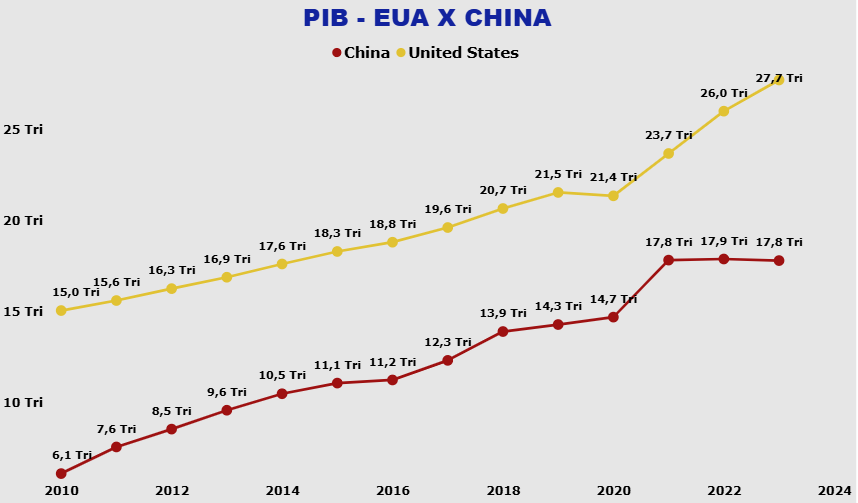 PIB - EUA X CHINA
China United States
27,7 Tri
26,0 Tri
25 Tri
23,7 Tri
21,5 Tri
21,4 Tri
20,7 Tri
19,6 Tri
20 Tri
18,8 Tri
18,3 Tri
17,6 Tri
16,9 Tri
16,3 Tri
15,6 Tri
15,0 Tri
17,8 Tri 17,9 Tri 17,8 Tri
15 Tri
14,7 Tri
14,3 Tri
13,9 Tri
12,3 Tri
11,2 Tri
11,1 Tri
10,5 Tri
10 Tri
9,6 Tri
8,5 Tri
7,6 Tri
6,1 Tri
2010 2012 2014 2016 2018 2020 2022 2024